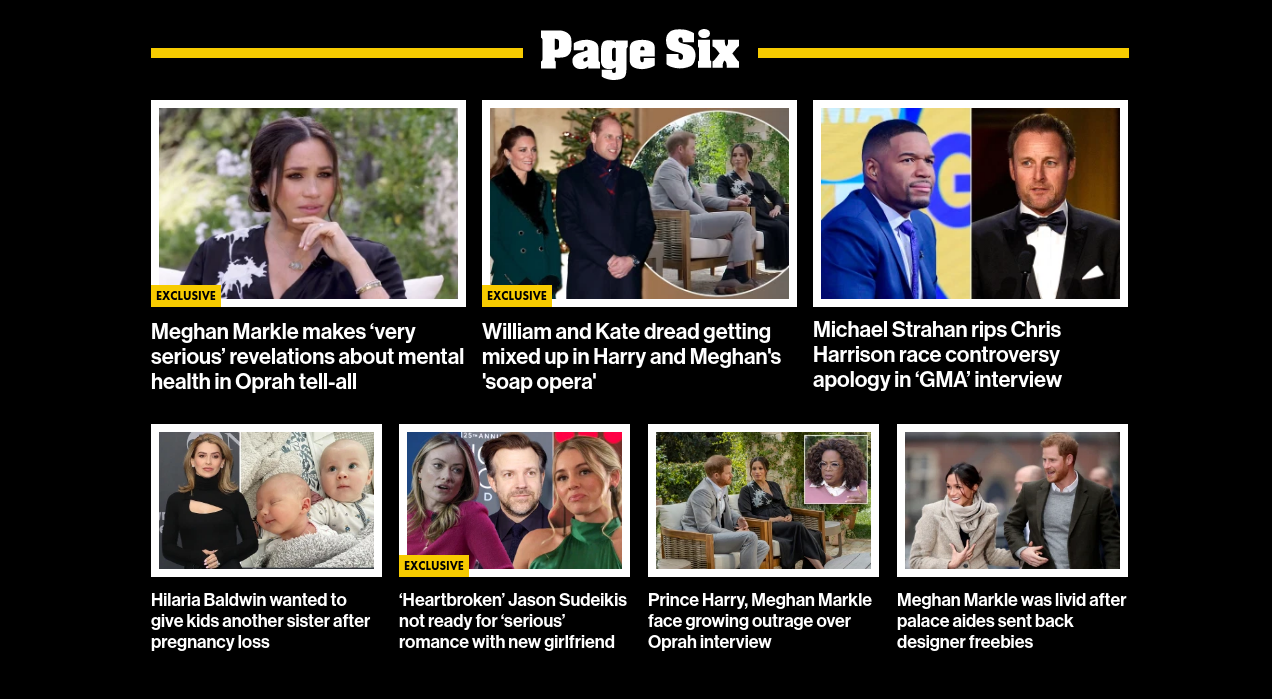 Page Six
EXCLUSIVE
Meghan Markle makes ‘very
serious’ revelations about mental
health in Oprah tell-all
EXCLUSIVE
William and Kate dread getting
mixed up in Harry and Meghan's
'soap opera'
Michael Strahan rips Chris
Harrison race controversy
apology in ‘GMA’ interview
Hilaria Baldwin wanted to
give kids another sister after
pregnancy loss
EXCLUSIVE
‘Heartbroken’ Jason Sudeikis
not ready for ‘serious’
romance with new girlfriend
Prince Harry, Meghan Markle
face growing outrage over
Oprah interview
Meghan Markle was livid after
palace aides sent back
designer freebies